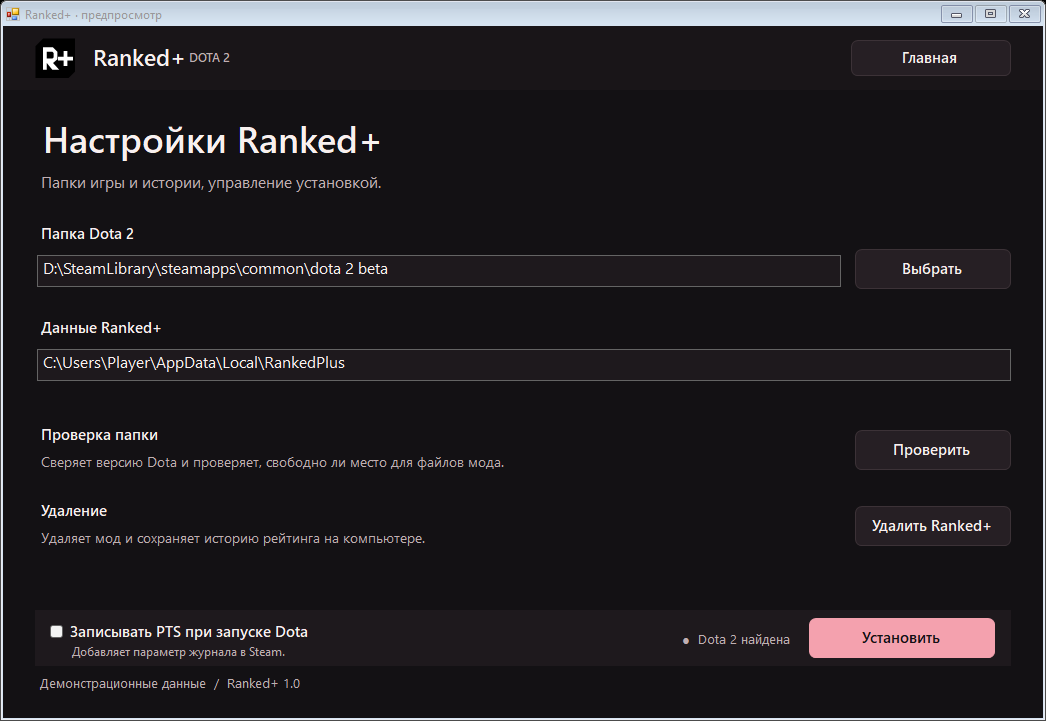 Ranked+ - предпросмотр
R+
Ranked+ DOTA 2
Главная
Настройки Ranked+
Папки игры и истории, управление установкой.
Папка Dota 2
D:\SteamLibrary\steamapps\common\dota 2 beta
Выбрать
Данные Ranked+
C:\Users\Player\AppData\Local\RankedPlus
Проверка папки
Сверяет версию Dota и проверяет, свободно ли место для файлов мода.
Проверить
Удаление
Удаляет мод и сохраняет историю рейтинга на компьютере.
Удалить Ranked+
Записывать PTS при запуске Dota
Добавляет параметр журнала в Steam.
● Dota 2 найдена
Установить
Демонстрационные данные / Ranked+ 1.0